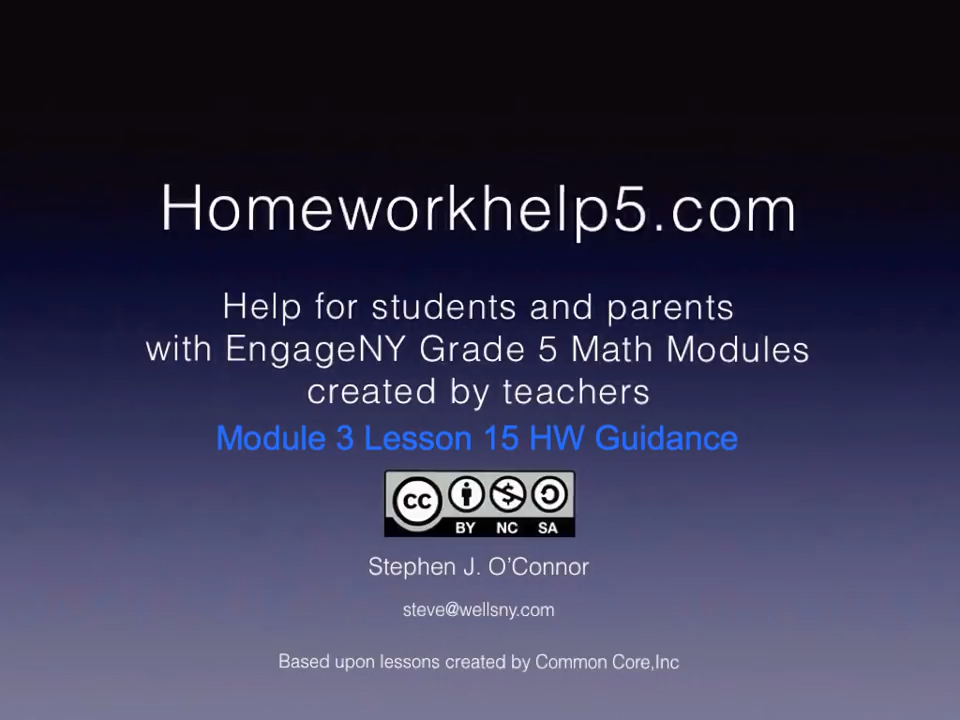 Homeworkhelp5.com
Help for students and parents
with EngageNY Grade 5 Math Modules
created by teachers
Module 3 Lesson 15 HW Guidance
cc
BY NC SA
Stephen J. O'Connor
steve@wellsny.com
Based upon lessons created by Common Core,Inc